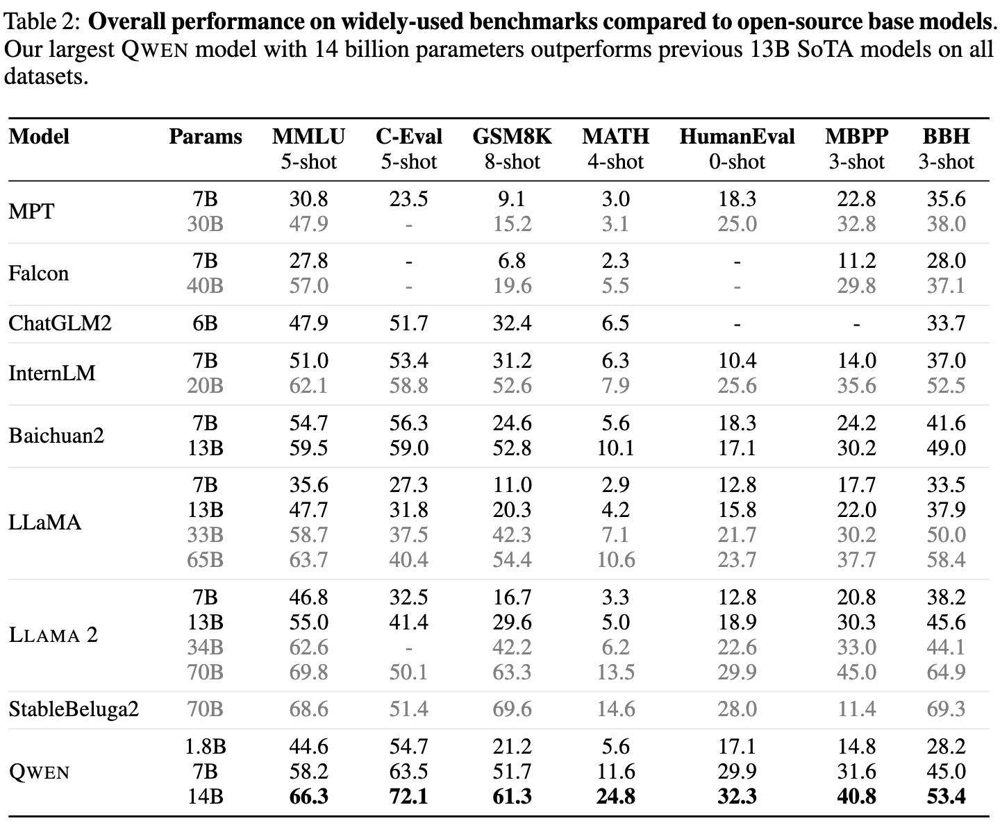 Table 2: Overall performance on widely-used benchmarks compared to open-source base models.
Our largest QWEN model with 14 billion parameters outperforms previous 13B SoTA models on all
datasets.
Model Params MMLU C-Eval GSM8K MATH HumanEval MBPP BBH
5-shot 5-shot 8-shot 4-shot 0-shot 3-shot 3-shot
MPT
7B 30.8 23.5 9.1 3.0 18.3 22.8 35.6
30B 47.9 - 15.2 3.1 25.0 32.8 38.0
Falcon
7B 27.8 - 6.8 2.3 - 11.2 28.0
40B 57.0 - 19.6 5.5 - 29.8 37.1
ChatGLM2 6B 47.9 51.7 32.4 6.5 - - 33.7
InternLM
7B 51.0 53.4 31.2 6.3 10.4 14.0 37.0
20B 62.1 58.8 52.6 7.9 25.6 35.6 52.5
Baichuan2
7B 54.7 56.3 24.6 5.6 18.3 24.2 41.6
13B 59.5 59.0 52.8 10.1 17.1 30.2 49.0
LLaMA
7B 35.6 27.3 11.0 2.9 12.8 17.7 33.5
13B 47.7 31.8 20.3 4.2 15.8 22.0 37.9
33B 58.7 37.5 42.3 7.1 21.7 30.2 50.0
65B 63.7 40.4 54.4 10.6 23.7 37.7 58.4
LLAMA 2
7B 46.8 32.5 16.7 3.3 12.8 20.8 38.2
13B 55.0 41.4 29.6 5.0 18.9 30.3 45.6
34B 62.6 - 42.2 6.2 22.6 33.0 44.1
70B 69.8 50.1 63.3 13.5 29.9 45.0 64.9
StableBeluga2 70B 68.6 51.4 69.6 14.6 28.0 11.4 69.3
QWEN
1.8B 44.6 54.7 21.2 5.6 17.1 14.8 28.2
7B 58.2 63.5 51.7 11.6 29.9 31.6 45.0
14B 66.3 72.1 61.3 24.8 32.3 40.8 53.4